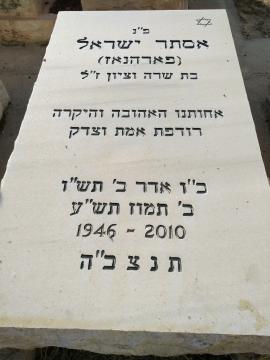 פ"נ
אסתר ישראל
(פארהנאז)
בת שרה וציון ז"ל
אחותנו האהובה והיקרה
רודפת אמת וצדק
כ"ו אדר ב' תש"ו
ב' תמוז תש"ע
1946 - 2010
תנצב"ה